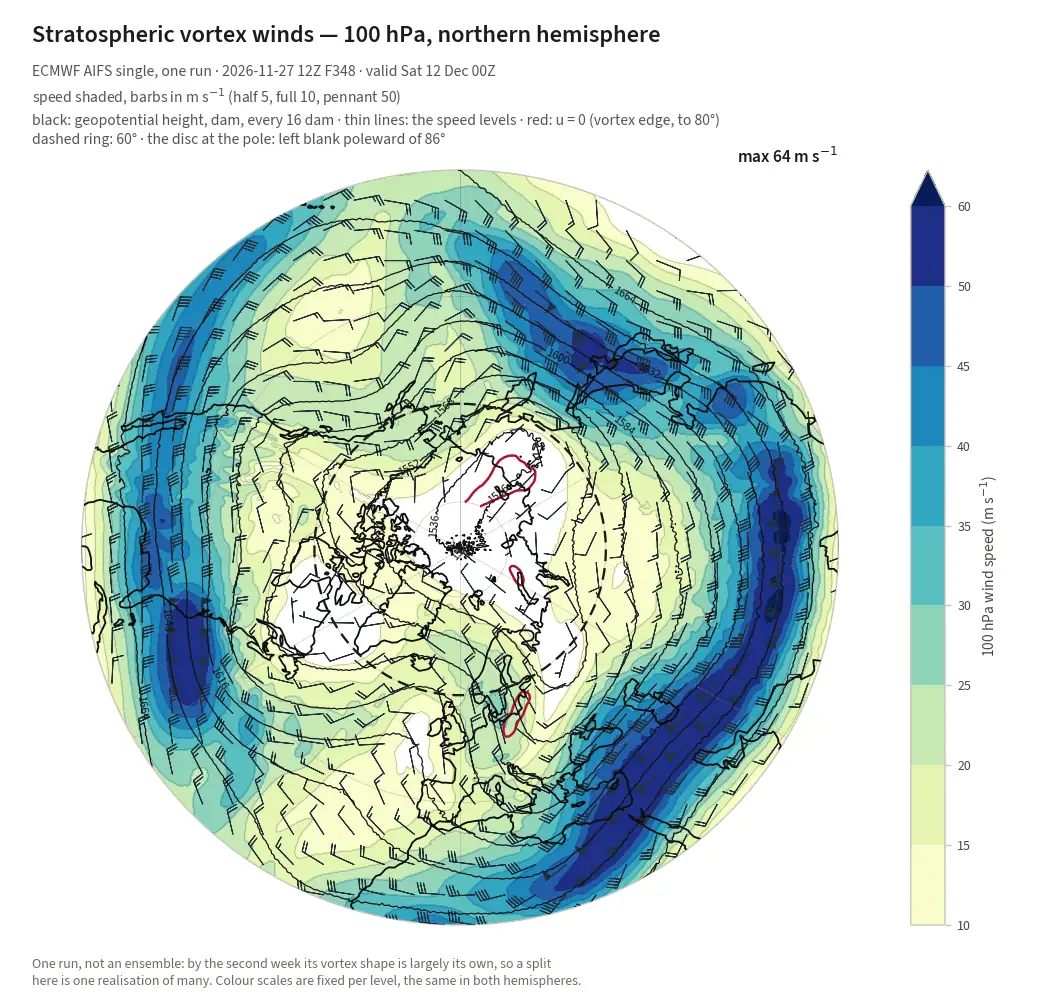 Stratospheric vortex winds — 100 hPa, northern hemisphere
ECMWF AIFS single, one run · 2026-11-27 12Z F348 · valid Sat 12 Dec 00Z
speed shaded, barbs in m s⁻¹ (half 5, full 10, pennant 50)
black: geopotential height, dam, every 16 dam · thin lines: the speed levels · red: u = 0 (vortex edge, to 80°)
dashed ring: 60° · the disc at the pole: left blank poleward of 86°
max 64 m s⁻¹
60
50
45
40
35
30
25
20
15
10
100 hPa wind speed (m s⁻¹)
1664
1600
1632
1584
1568
1552
1536
1648
1616
1664
One run, not an ensemble: by the second week its vortex shape is largely its own, so a split
here is one realisation of many. Colour scales are fixed per level, the same in both hemispheres.